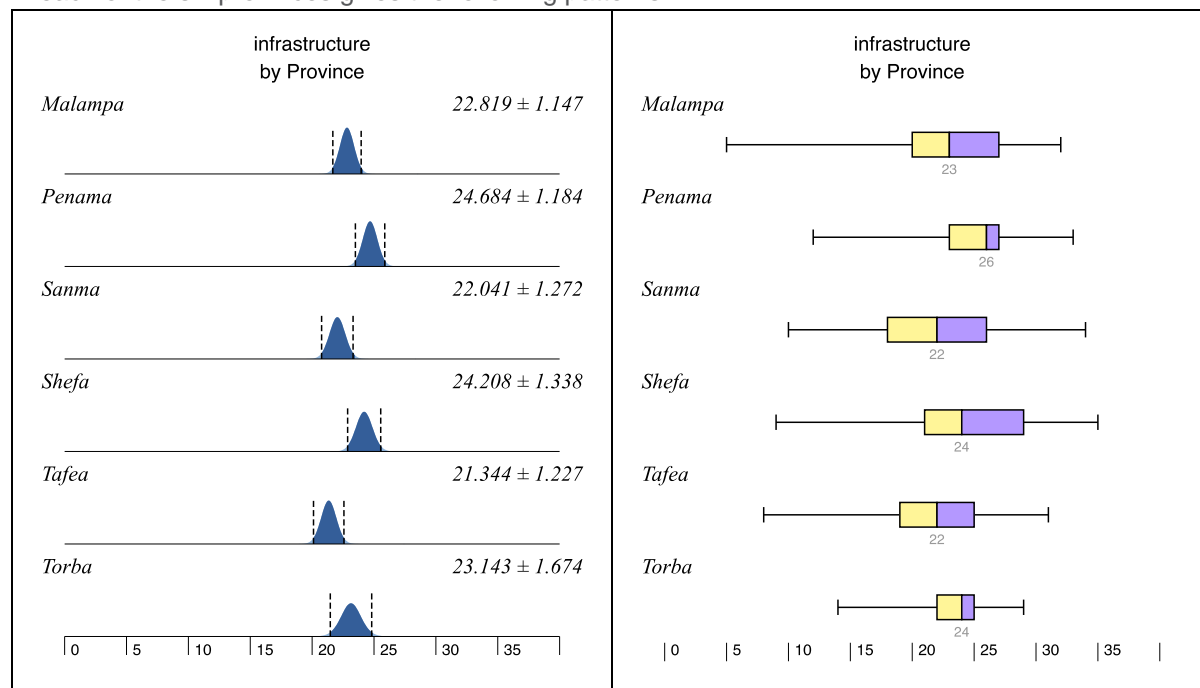 infrastructure
by Province
Malampa 22.819 ± 1.147
Penama 24.684 ± 1.184
Sanma 22.041 ± 1.272
Shefa 24.208 ± 1.338
Tafea 21.344 ± 1.227
Torba 23.143 ± 1.674
0 5 10 15 20 25 30 35
infrastructure
by Province
Malampa
23
Penama
26
Sanma
22
Shefa
24
Tafea
22
Torba
24
0 5 10 15 20 25 30 35